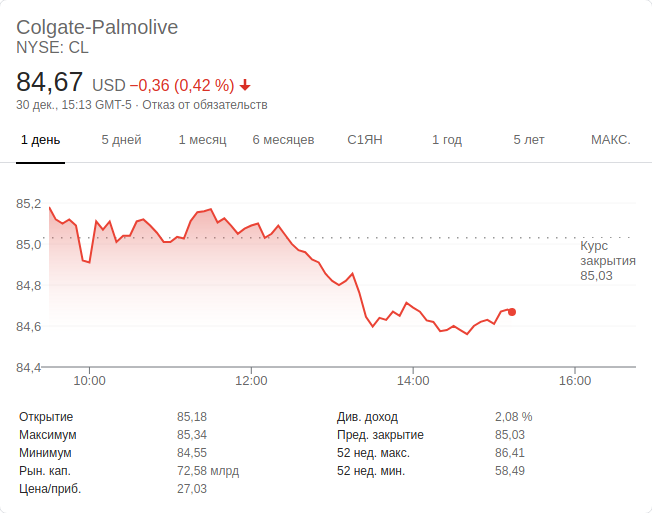 Colgate-Palmolive
NYSE: CL
84,67 USD −0,36 (0,42 %)
30 дек., 15:13 GMT-5 · Отказ от обязательств
1 день 5 дней 1 месяц 6 месяцев С1ЯН 1 год 5 лет МАКС.
85,2
85,0
84,8
84,6
84,4
Курс
закрытия
85,03
10:00 12:00 14:00 16:00
Открытие 85,18 Див. доход 2,08 %
Максимум 85,34 Пред. закрытие 85,03
Минимум 84,55 52 нед. макс. 86,41
Рын. кап. 72,58 млрд 52 нед. мин. 58,49
Цена/приб. 27,03